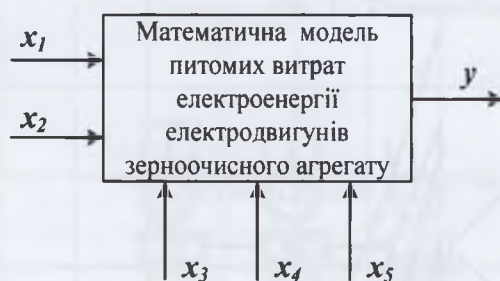 x1
x2
Математична модель
питомих витрат
електроенергії
електродвигунів
зерноочисного агрегату
y
x3 x4 x5